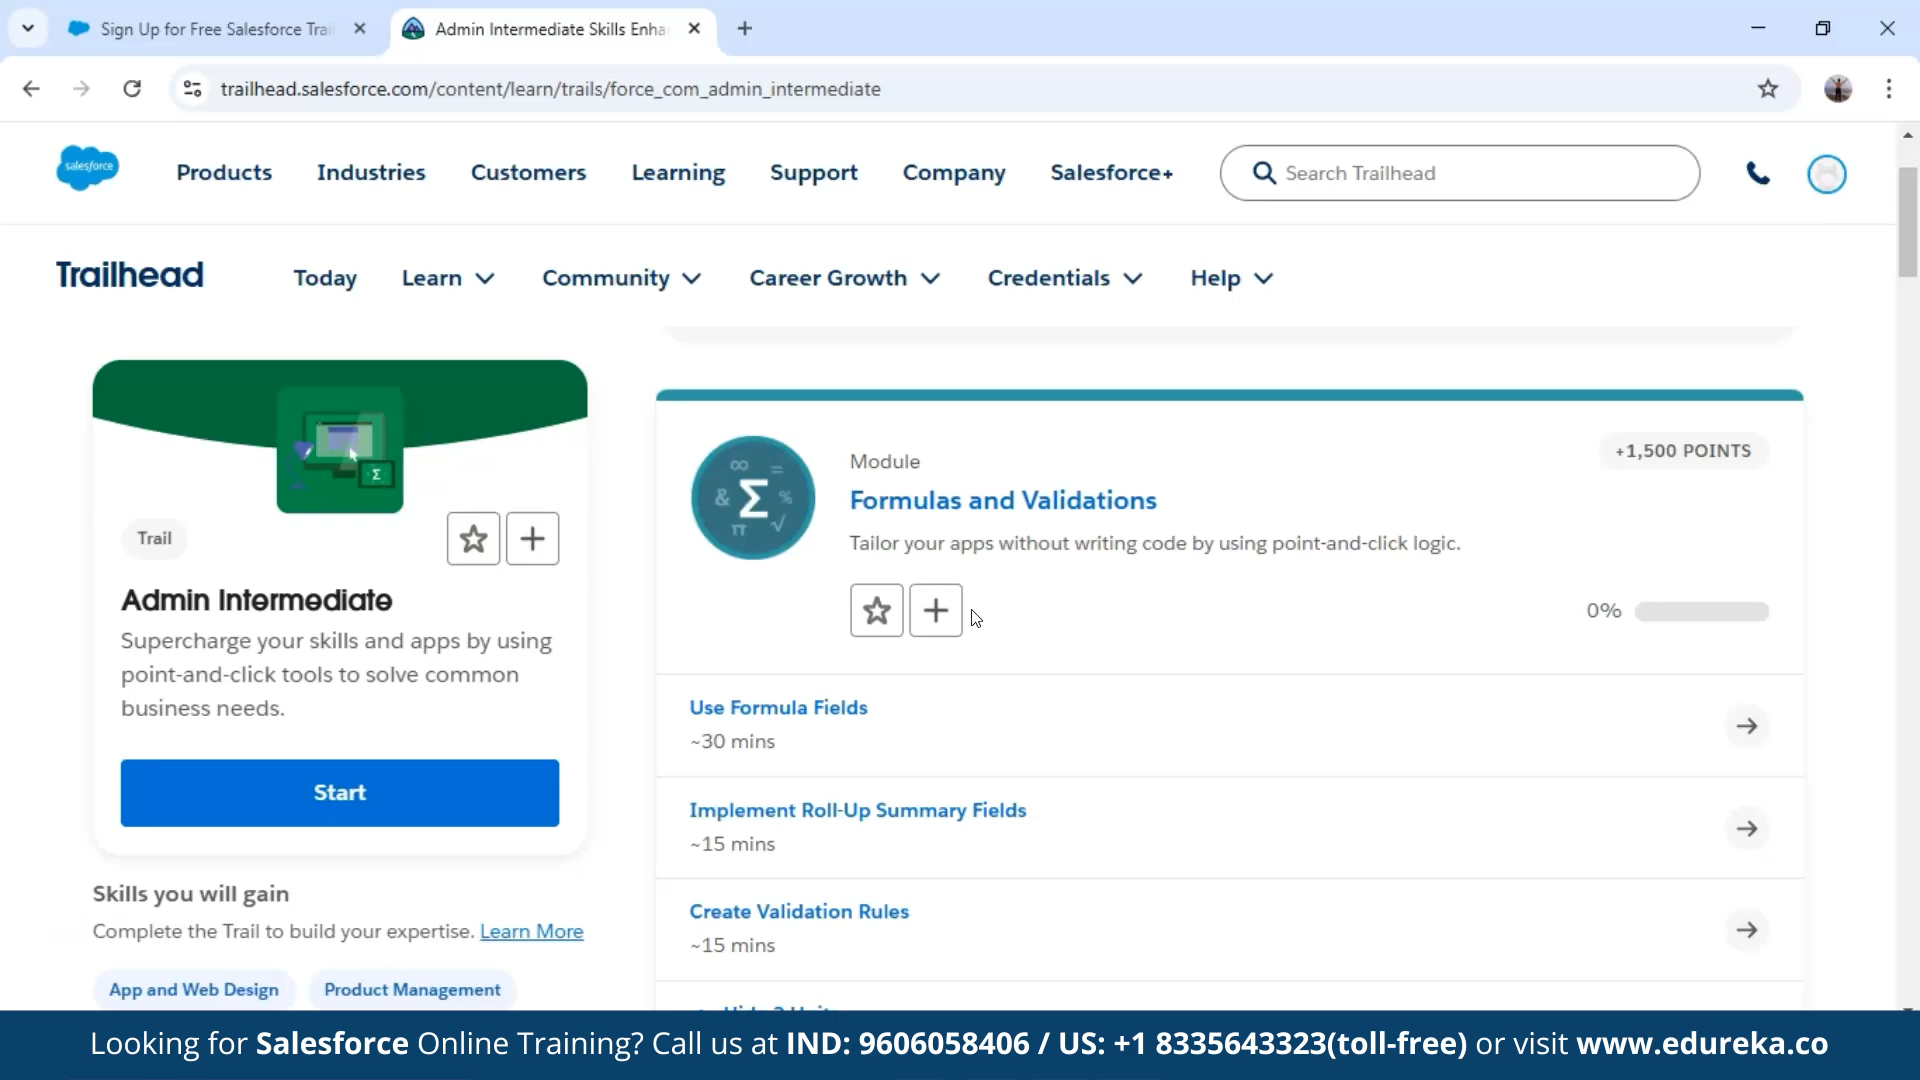 Sign Up for Free Salesforce Trai
Admin Intermediate Skills Enha
trailhead.salesforce.com/content/learn/trails/force_com_admin_intermediate
salesforce
Products
Industries
Customers
Learning
Support
Company
Salesforce+
Search Trailhead
Trailhead
Today
Learn
Community
Career Growth
Credentials
Help
Trail
Admin Intermediate
Supercharge your skills and apps by using
point-and-click tools to solve common
business needs.
Start
Skills you will gain
Complete the Trail to build your expertise. Learn More
App and Web Design
Product Management
Module
+1,500 POINTS
Formulas and Validations
Tailor your apps without writing code by using point-and-click logic.
0%
Use Formula Fields
~30 mins
Implement Roll-Up Summary Fields
~15 mins
Create Validation Rules
~15 mins
Looking for Salesforce Online Training? Call us at IND: 9606058406 / US: +1 8335643323(toll-free) or visit www.edureka.co